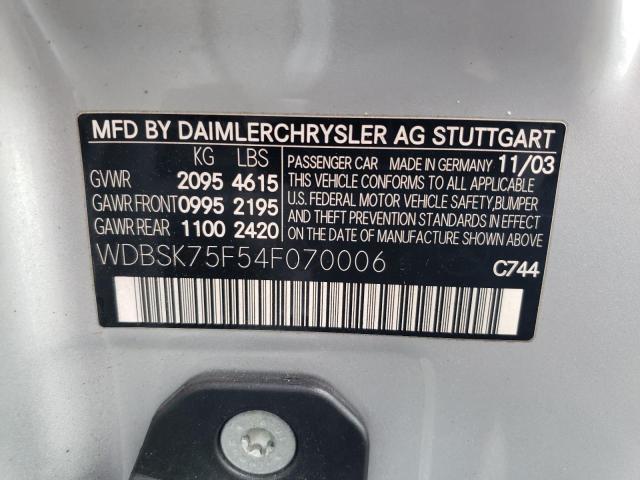 MFD BY DAIMLERCHRYSLER AG STUTTGART
KG LBS
GVWR 2095 4615
GAWR FRONT 0995 2195
GAWR REAR 1100 2420
PASSENGER CAR MADE IN GERMANY 11/03
THIS VEHICLE CONFORMS TO ALL APPLICABLE
U.S. FEDERAL MOTOR VEHICLE SAFETY,BUMPER
AND THEFT PREVENTION STANDARDS IN EFFECT
ON THE DATE OF MANUFACTURE SHOWN ABOVE.
WDBSK75F54F070006
C744